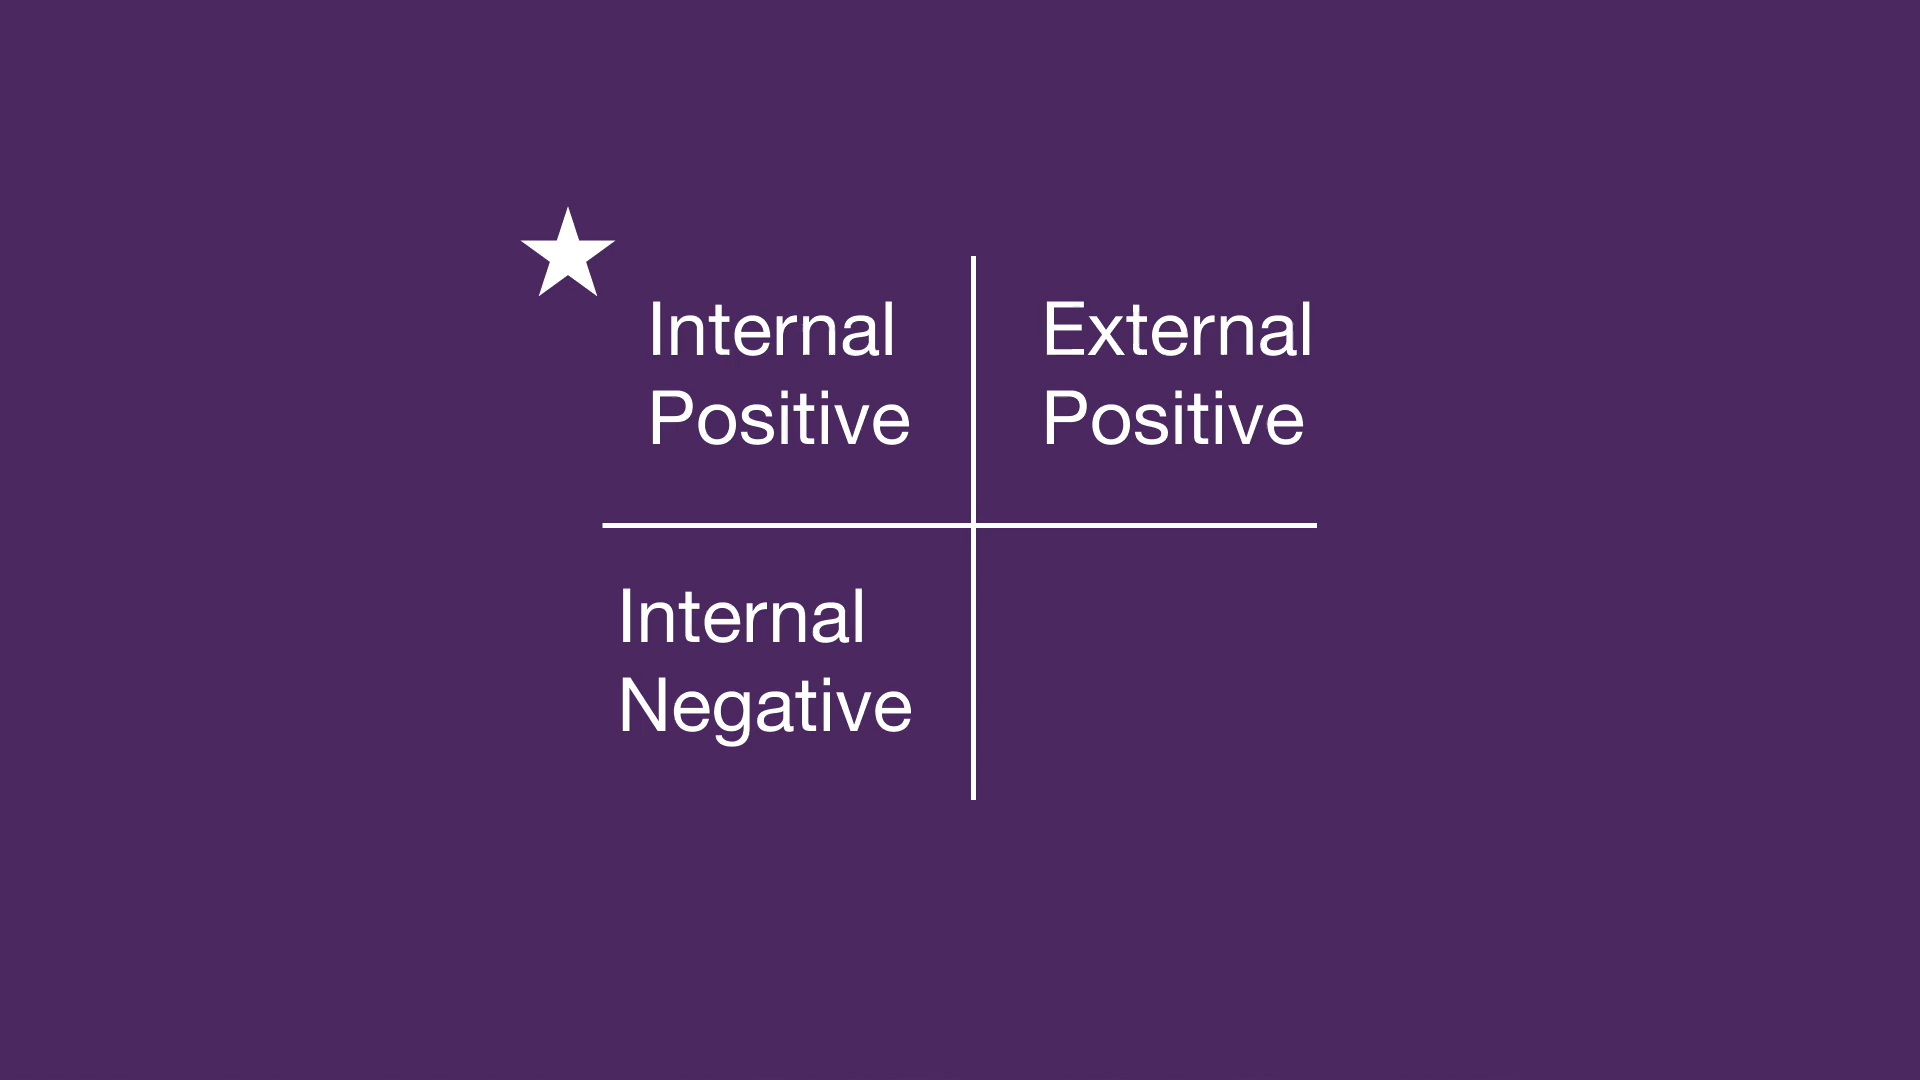 Internal
Positive
External
Positive
Internal
Negative